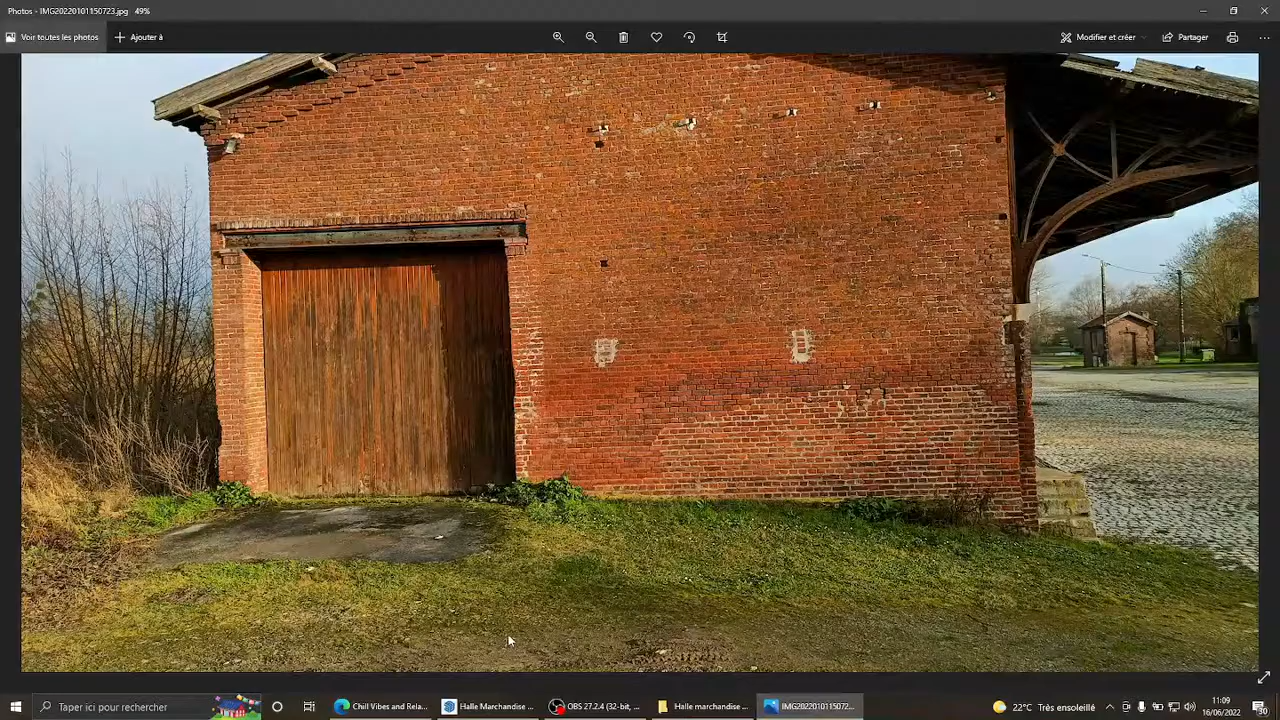 Photos - IMG20220101150723.jpg 49%
Voir toutes les photos
Ajouter à
Modifier et créer
Partager
Taper ici pour rechercher
Chill Vibes and Rela...
Halle Marchandise ...
OBS 27.2.4 (32-bit, ...
Halle marchandise ...
IMG2022010115072...
22°C Très ensoleillé
11:09
16/06/2022